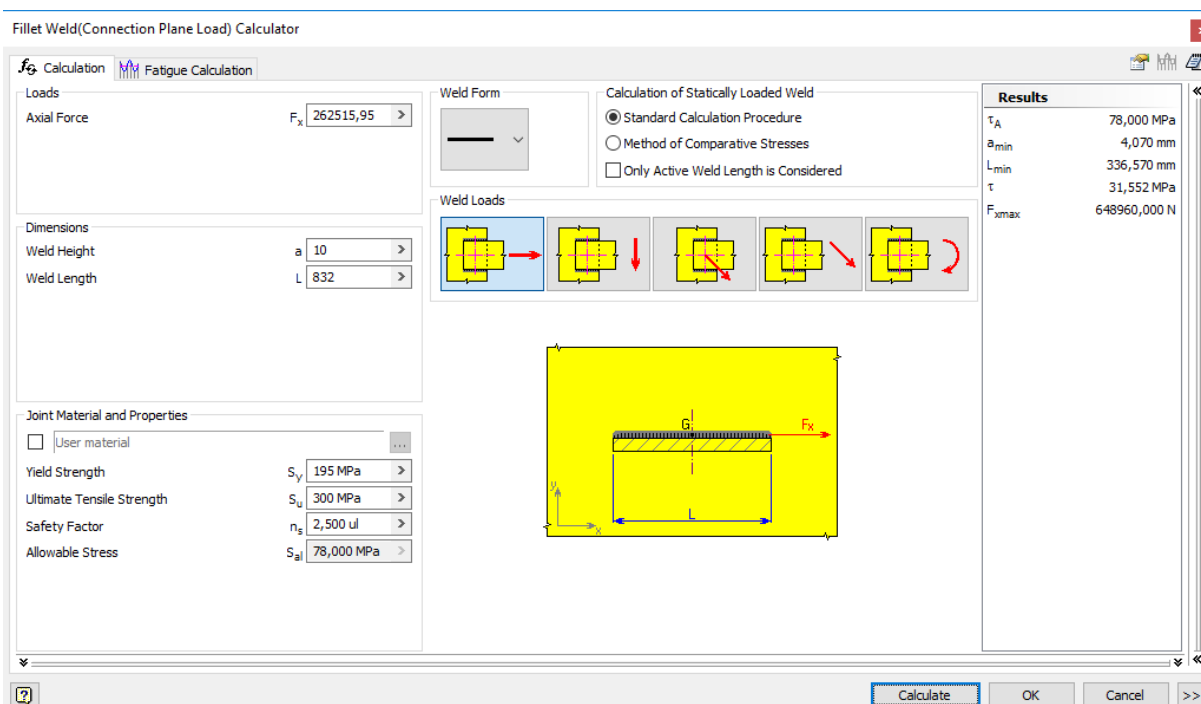 Fillet Weld(Connection Plane Load) Calculator
Calculation
Fatigue Calculation
Loads
Axial Force Fx 262515,95 >
Dimensions
Weld Height a 10 >
Weld Length L 832 >
Joint Material and Properties
User material ...
Yield Strength Sy 195 MPa >
Ultimate Tensile Strength Su 300 MPa >
Safety Factor ns 2,500 ul >
Allowable Stress Sal 78,000 MPa >
Weld Form
Calculation of Statically Loaded Weld
Standard Calculation Procedure
Method of Comparative Stresses
Only Active Weld Length is Considered
Weld Loads
G Fx
y
L
x
Results
τA 78,000 MPa
amin 4,070 mm
Lmin 336,570 mm
τ 31,552 MPa
Fxmax 648960,000 N
?
Calculate
OK
Cancel
>>